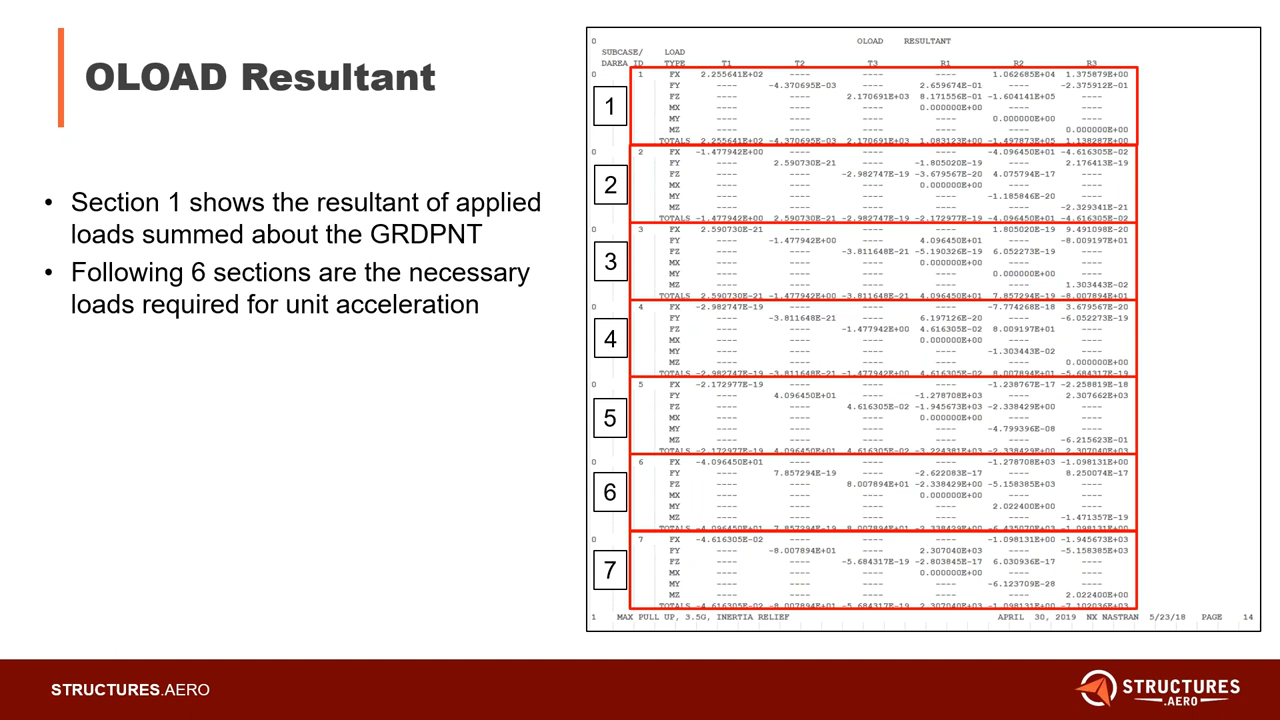 OLOAD Resultant
• Section 1 shows the resultant of applied
loads summed about the GRDPNT
• Following 6 sections are the necessary
loads required for unit acceleration
0 OLOAD RESULTANT
SUBCASE/ LOAD
DAREA ID TYPE T1 T2 T3 R1 R2 R3
0 1 FX 2.255641E+02 ---- ---- ---- 1.062685E+04 1.375879E+00
FY ---- -4.370695E-03 ---- 2.659674E-01 ---- -2.375912E-01
FZ ---- ---- 2.170691E+03 8.171556E-01 -1.604141E+05 ----
MX ---- ---- ---- 0.000000E+00 ---- ----
MY ---- ---- ---- ---- 0.000000E+00 ----
MZ ---- ---- ---- ---- ---- 0.000000E+00
TOTALS 2.255641E+02 -4.370695E-03 2.170691E+03 1.083123E+00 -1.497873E+05 1.138287E+00
1
0 2 FX -1.477942E+00 ---- ---- ---- -4.096450E+01 -4.616305E-02
FY ---- 2.590730E-21 ---- -1.805020E-19 ---- 2.176413E-19
FZ ---- ---- -2.982747E-19 -3.679567E-20 4.075794E-17 ----
MX ---- ---- ---- 0.000000E+00 ---- ----
MY ---- ---- ---- ---- -1.185846E-20 ----
MZ ---- ---- ---- ---- ---- -2.329341E-21
TOTALS -1.477942E+00 2.590730E-21 -2.982747E-19 -2.172977E-19 -4.096450E+01 -4.616305E-02
2
0 3 FX 2.590730E-21 ---- ---- ---- 1.805020E-19 9.491098E-20
FY ---- -1.477942E+00 ---- 4.096450E+01 ---- -8.009197E+01
FZ ---- ---- -3.811648E-21 -5.190326E-19 6.052273E-19 ----
MX ---- ---- ---- 0.000000E+00 ---- ----
MY ---- ---- ---- ---- 0.000000E+00 ----
MZ ---- ---- ---- ---- ---- 1.303443E-02
TOTALS 2.590730E-21 -1.477942E+00 -3.811648E-21 4.096450E+01 7.857294E-19 -8.007894E+01
3
0 4 FX -2.982747E-19 ---- ---- ---- -7.774268E-18 3.679567E-20
FY ---- -3.811648E-21 ---- 6.197126E-20 ---- -6.052273E-19
FZ ---- ---- -1.477942E+00 4.616305E-02 8.009197E+01 ----
MX ---- ---- ---- 0.000000E+00 ---- ----
MY ---- ---- ---- ---- -1.303443E-02 ----
MZ ---- ---- ---- ---- ---- 0.000000E+00
TOTALS -2.982747E-19 -3.811648E-21 -1.477942E+00 4.616305E-02 8.007894E+01 -5.684317E-19
4
0 5 FX -2.172977E-19 ---- ---- ---- -1.238767E-17 -2.258819E-18
FY ---- 4.096450E+01 ---- -1.278708E+03 ---- 2.307662E+03
FZ ---- ---- 4.616305E-02 -1.945673E+03 -2.338429E+00 ----
MX ---- ---- ---- 0.000000E+00 ---- ----
MY ---- ---- ---- ---- -4.799396E-08 ----
MZ ---- ---- ---- ---- ---- -6.215623E-01
TOTALS -2.172977E-19 4.096450E+01 4.616305E-02 -3.224381E+03 -2.338429E+00 2.307040E+03
5
0 6 FX -4.096450E+01 ---- ---- ---- -1.278708E+03 -1.098131E+00
FY ---- 7.857294E-19 ---- -2.622083E-17 ---- 8.250074E-17
FZ ---- ---- 8.007894E+01 -2.338429E+00 -5.158385E+03 ----
MX ---- ---- ---- 0.000000E+00 ---- ----
MY ---- ---- ---- ---- 2.022400E+00 ----
MZ ---- ---- ---- ---- ---- -1.471357E-19
TOTALS -4.096450E+01 7.857294E-19 8.007894E+01 -2.338429E+00 -6.435070E+03 -1.098131E+00
6
0 7 FX -4.616305E-02 ---- ---- ---- -1.098131E+00 -1.945673E+03
FY ---- -8.007894E+01 ---- 2.307040E+03 ---- -5.158385E+03
FZ ---- ---- -5.684317E-19 -2.803845E-17 6.030936E-17 ----
MX ---- ---- ---- 0.000000E+00 ---- ----
MY ---- ---- ---- ---- -6.123709E-28 ----
MZ ---- ---- ---- ---- ---- 2.022400E+00
TOTALS -4.616305E-02 -8.007894E+01 -5.684317E-19 2.307040E+03 -1.098131E+00 -7.102036E+03
7
1 MAX PULL UP, 3.5G, INERTIA RELIEF APRIL 30, 2019 NX NASTRAN 5/23/18 PAGE 14
STRUCTURES.AERO
STRUCTURES
.AERO